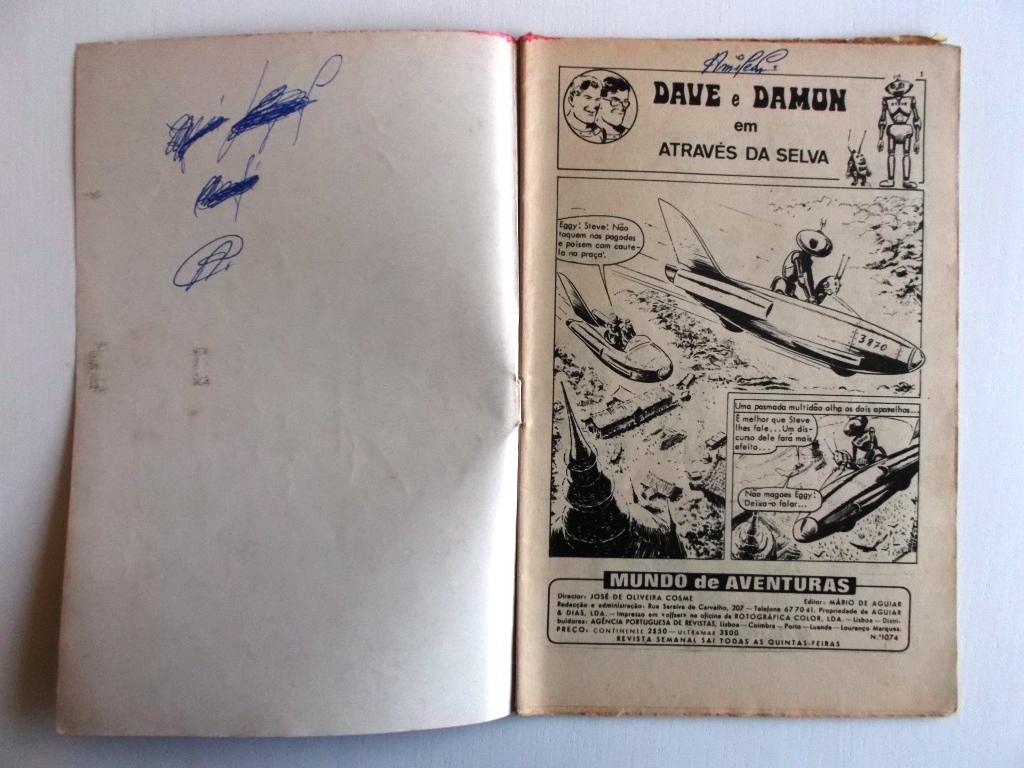 1
DAVE e DAMON
em
ATRAVÉS DA SELVA
Eggy! Steve! Não
toquem nos pagodes
e poisem com caute-
la na praça!.
3870
Uma pasmada multidão olha os dois aparelhos...
É melhor que Steve
lhes fale... Um dis-
curso dele fará mais
efeito...
Não magoes Eggy!
Deixa-o falar...
MUNDO de AVENTURAS
Director: JOSÉ DE OLIVEIRA COSME Editor: MÁRIO DE AGUIAR
Redacção e administração: Rua Saraiva de Carvalho, 207 — Telefone 67 70 41. Propriedade de AGUIAR
& DIAS, LDA. — Impresso em «offset» na oficina da ROTOGRÁFICA COLOR, LDA. — Lisboa — Distri-
buidores: AGÊNCIA PORTUGUESA DE REVISTAS, Lisboa — Coimbra — Porto — Luanda — Lourenço Marques.
PREÇO: CONTINENTE 2$50 — ULTRAMAR 3$00 N.º 1074
REVISTA SEMANAL SAI TODAS AS QUINTAS-FEIRAS